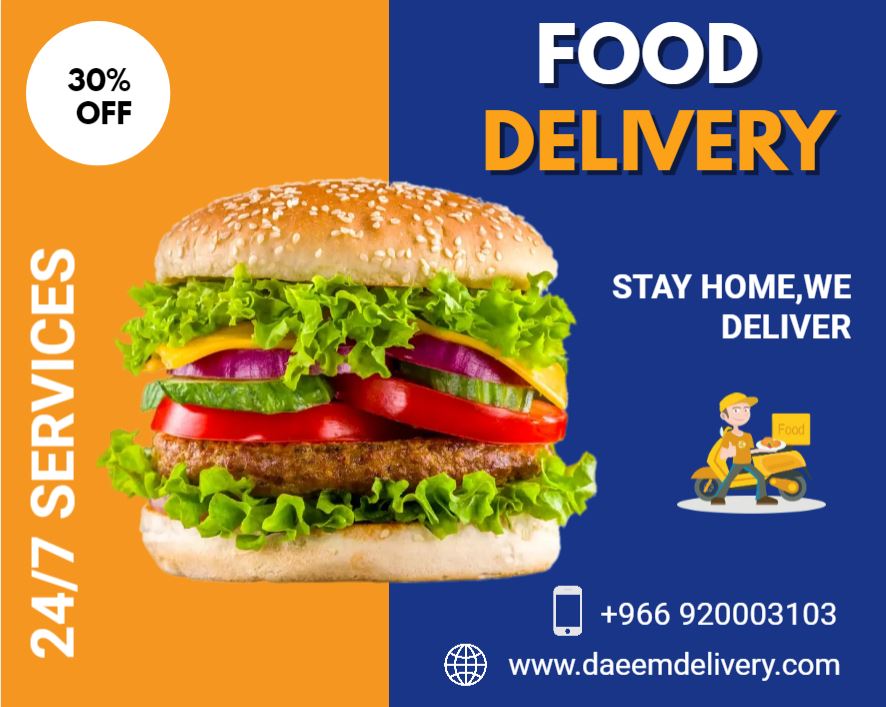 30%
OFF
FOOD
DELIVERY
24/7 SERVICES
STAY HOME,WE
DELIVER
Food
+966 920003103
www.daeemdelivery.com